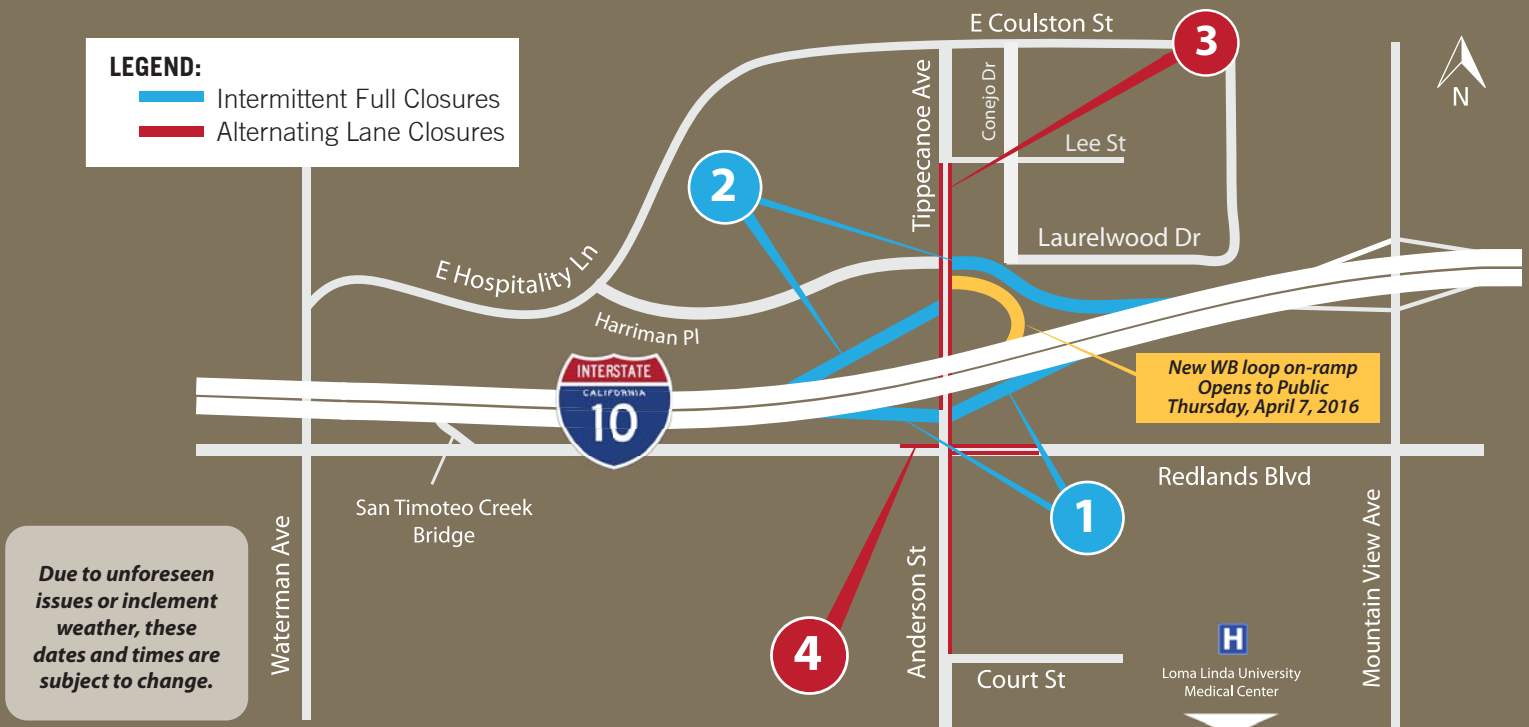 LEGEND:
Intermittent Full Closures
Alternating Lane Closures
E Coulston St
3
N
Tippecanoe Ave
Conejo Dr
Lee St
2
Laurelwood Dr
E Hospitality Ln
Harriman Pl
INTERSTATE
CALIFORNIA
10
New WB loop on-ramp
Opens to Public
Thursday, April 7, 2016
Redlands Blvd
San Timoteo Creek
Bridge
1
Waterman Ave
Anderson St
Mountain View Ave
Due to unforeseen
issues or inclement
weather, these
dates and times are
subject to change.
4
H
Court St
Loma Linda University
Medical Center